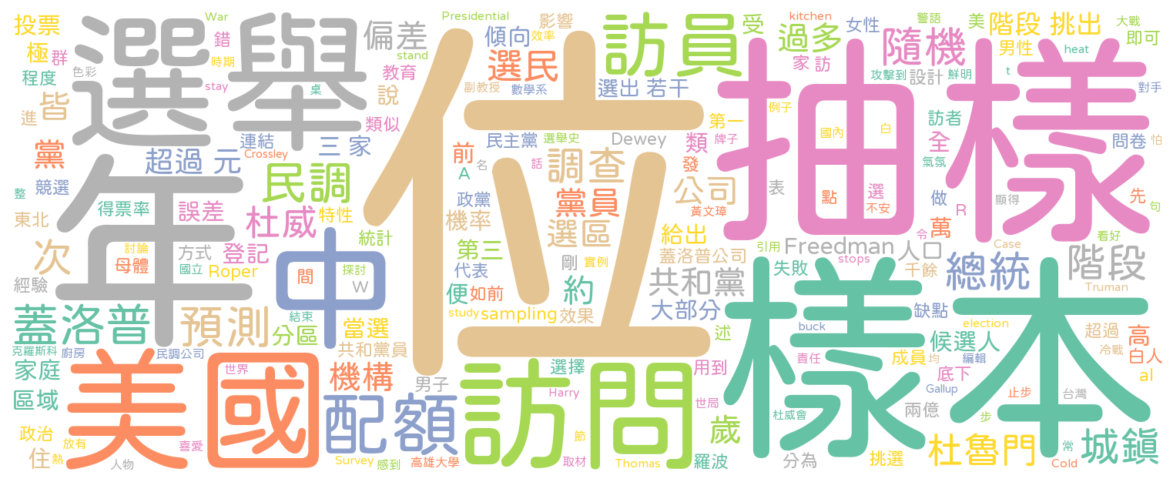 War
Presidential
影響
kitchen
警語
大戰
投票
選舉
錯
偏差
傾向
效率
訪員
受
過多
女性
隨機
美
階段 挑出
即可
極
群
時期
stand
選民
家 訪
男性
heat
程度
色彩
教育
攻擊到
設計
鮮明
t
對手
皆
stay
桌
說
副教授
數學系
選出 若干
例子
進
類似
第一
牌子
抽樣
訪者
問卷
怕
黨
連結
三 家
民主黨
選舉史
Dewey
類
國內
白
全
氣氛
超過 元
Crossley
前
A
名
話
調查
發
年
位
民調
政黨
黨員
公司
表
點
選
不安
做
R
顯得
萬
先
句
競選
整
得票率
誤差
杜威
特性
機率
選區
黃文璋
令
東北
次
討論
母體
方式
國立
登記
統計
中
間
探討
W
第三
代表
剛
實例
給出
引用
看好
Case
Freedman
人口
蓋洛普公司
stops
經驗
Roper
便
如前
約
共和黨
失敗
千餘
總統
階段
Truman
蓋洛普
預測
分區
結束
當選
study
sampling
效果
大部分
述
buck
缺點
election
超過
冷戰
高
克羅斯科
廚房
民調公司
共和黨員
候選人
白人
家庭
美國
世界
機構
選擇
用到
責任
成員
均
編輯
al
區域
男子
訪問
Harry
世局
樣本
杜威會
底下
Gallup
止步
台灣
配額
歲
兩億
步
政治
放有
喜愛
節
城鎮
住
熱
人物
Survey
感到
高雄大學
取材
Thomas
羅波
分為
挑選
杜魯門
常
Cold